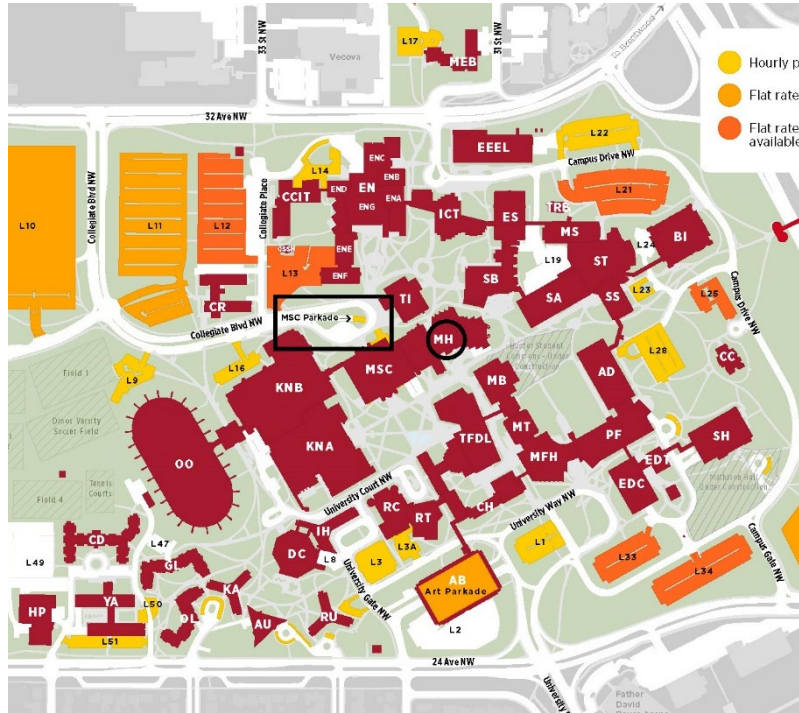 33 St NW
Vecova
L17
MEB
31 St NW
To Brentwood
Hourly p
Flat rate
Flat rate
available
32 Ave NW
Collegiate Blvd NW
L10
L11
L12
Collegiate Place
CCIT
L14
ENC
ENB
END
EN
ENA
ENG
ENE
ENF
L13
EEEL
L22
Campus Drive NW
L21
TRB
MS
ICT
ES
L19
ST
L24
BI
SB
SA
SS
L23
L25
Campus Drive NW
CR
Collegiate Blvd NW
MSC Parkade
TI
MH
MSC
L16
L9
KNB
KNA
Field 1
Dinos Varsity
Soccer Field
Field 4
Tennis
Courts
OO
MB
MT
TFDL
MFH
AD
L28
CC
PF
SH
EDT
EDC
CH
University Court NW
RC
RT
IH
DC
L8
L3
L3A
University Gate NW
University Way NW
L1
L33
L34
Campus Gate NW
AB
Art Parkade
L2
L49
CD
L47
GL
KA
YA
L50
OL
HP
L51
AU
RU
24 Ave NW
University
Father
David